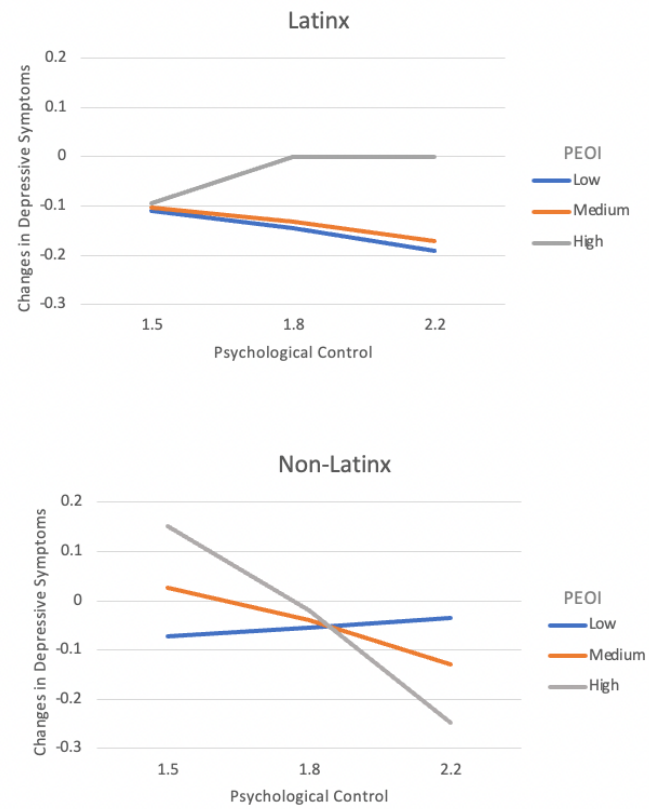 Latinx
Changes in Depressive Symptoms
0.2
0.1
0
-0.1
-0.2
-0.3
1.5 1.8 2.2
Psychological Control
PEOI
Low
Medium
High
Non-Latinx
Changes in Depressive Symptoms
0.2
0.1
0
-0.1
-0.2
-0.3
1.5 1.8 2.2
Psychological Control
PEOI
Low
Medium
High